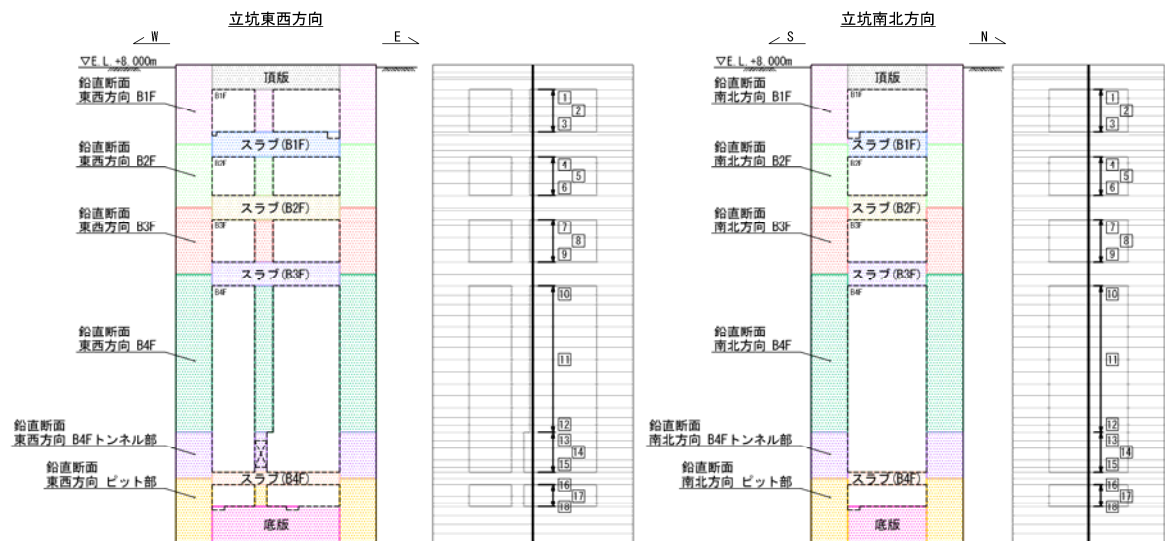 立坑東西方向
W
E
▽E.L.+8.000m
頂版
鉛直断面
東西方向 B1F
B1F
スラブ(B1F)
鉛直断面
東西方向 B2F
B2F
スラブ(B2F)
鉛直断面
東西方向 B3F
B3F
スラブ(B3F)
B4F
鉛直断面
東西方向 B4F
鉛直断面
東西方向 B4Fトンネル部
鉛直断面
東西方向 ピット部
スラブ(B4F)
底版
1
2
3
4
5
6
7
8
9
10
11
12
13
14
15
16
17
18
立坑南北方向
S
N
▽E.L.+8.000m
頂版
鉛直断面
南北方向 B1F
B1F
スラブ(B1F)
鉛直断面
南北方向 B2F
B2F
スラブ(B2F)
鉛直断面
南北方向 B3F
B3F
スラブ(B3F)
B4F
鉛直断面
南北方向 B4F
鉛直断面
南北方向 B4Fトンネル部
鉛直断面
南北方向 ピット部
スラブ(B4F)
底版
1
2
3
4
5
6
7
8
9
10
11
12
13
14
15
16
17
18